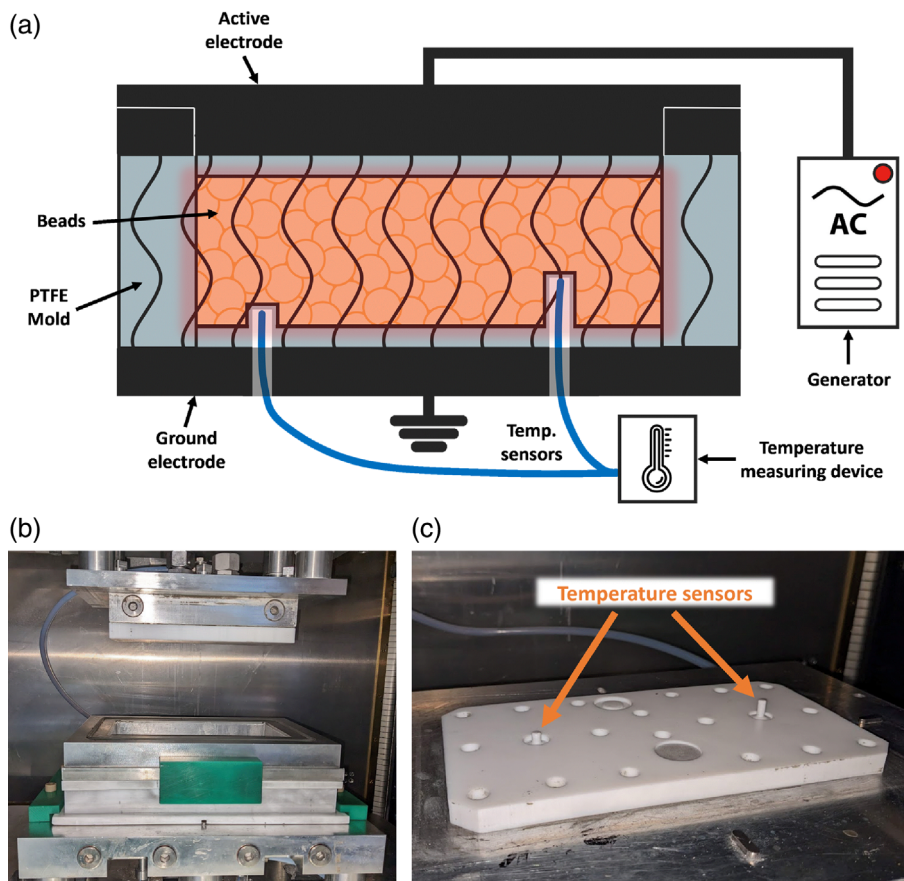 (a)
Active
electrode
Beads
PTFE
Mold
AC
Generator
Ground
electrode
Temp.
sensors
Temperature
measuring device
(b)
(c)
Temperature sensors